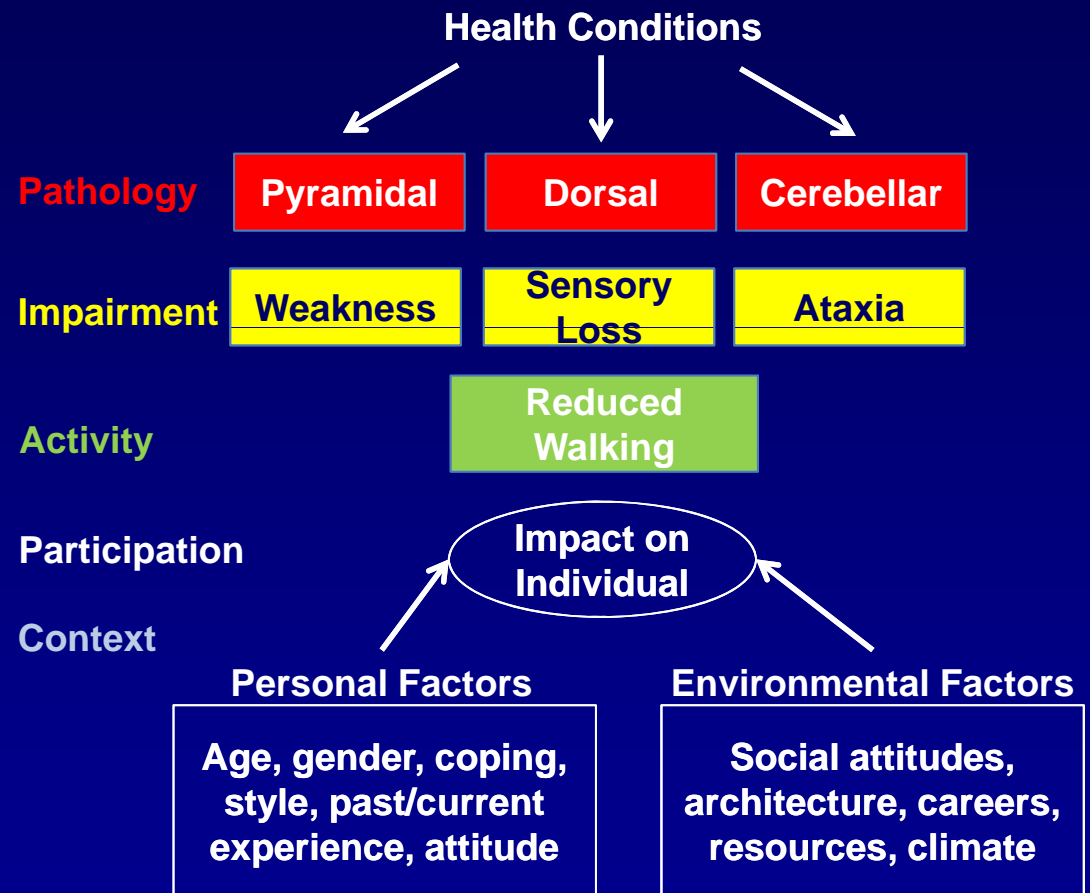 Health Conditions
Pathology
Pyramidal
Dorsal
Cerebellar
Impairment
Weakness
Sensory
Loss
Ataxia
Activity
Reduced
Walking
Participation
Impact on
Individual
Context
Personal Factors
Age, gender, coping,
style, past/current
experience, attitude
Environmental Factors
Social attitudes,
architecture, careers,
resources, climate